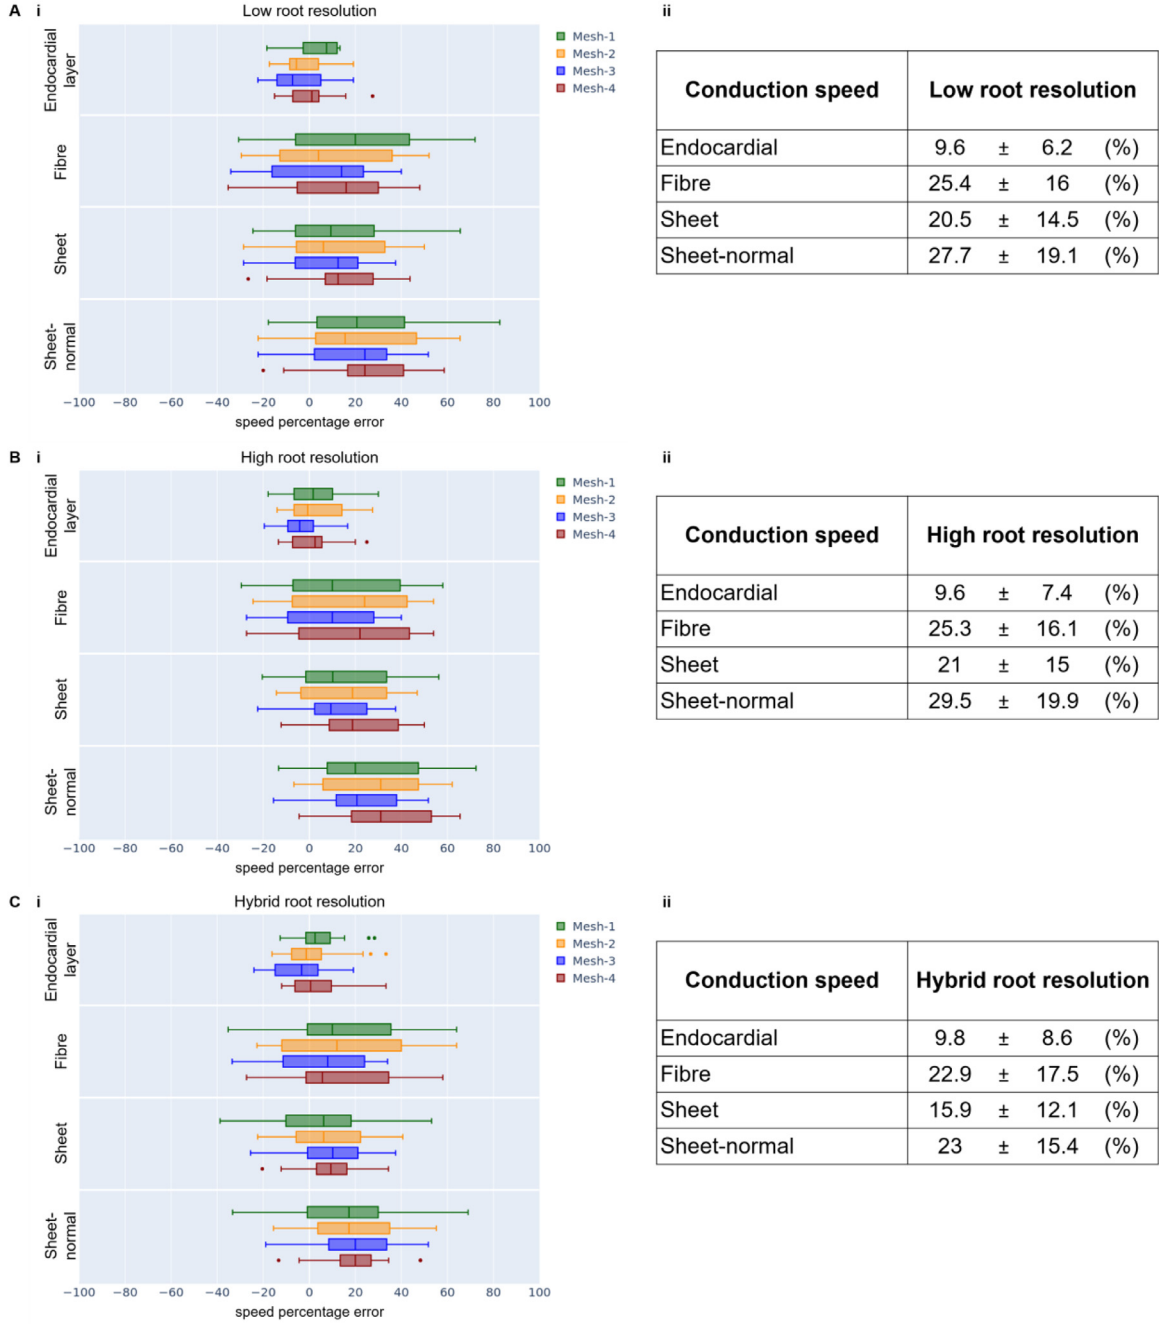 A i Low root resolution ii
Endocardial layer
Fibre
Sheet
Sheet-normal
Mesh-1
Mesh-2
Mesh-3
Mesh-4
−100 −80 −60 −40 −20 0 20 40 60 80 100
speed percentage error
Conduction speed Low root resolution
Endocardial 9.6 ± 6.2 (%)
Fibre 25.4 ± 16 (%)
Sheet 20.5 ± 14.5 (%)
Sheet-normal 27.7 ± 19.1 (%)
B i High root resolution ii
Endocardial layer
Fibre
Sheet
Sheet-normal
Mesh-1
Mesh-2
Mesh-3
Mesh-4
−100 −80 −60 −40 −20 0 20 40 60 80 100
speed percentage error
Conduction speed High root resolution
Endocardial 9.6 ± 7.4 (%)
Fibre 25.3 ± 16.1 (%)
Sheet 21 ± 15 (%)
Sheet-normal 29.5 ± 19.9 (%)
C i Hybrid root resolution ii
Endocardial layer
Fibre
Sheet
Sheet-normal
Mesh-1
Mesh-2
Mesh-3
Mesh-4
−100 −80 −60 −40 −20 0 20 40 60 80 100
speed percentage error
Conduction speed Hybrid root resolution
Endocardial 9.8 ± 8.6 (%)
Fibre 22.9 ± 17.5 (%)
Sheet 15.9 ± 12.1 (%)
Sheet-normal 23 ± 15.4 (%)